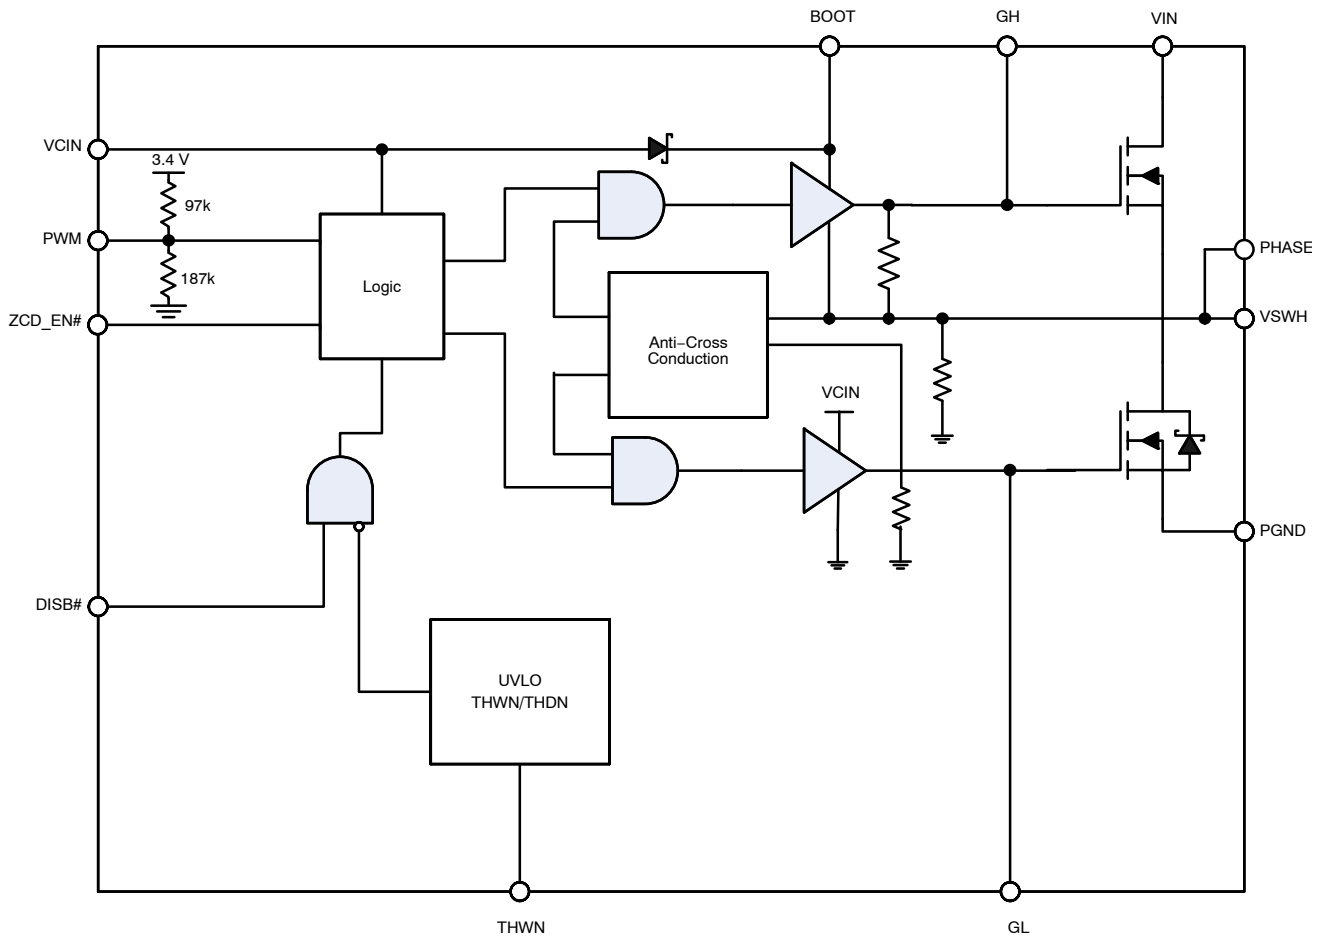 BOOT
GH
VIN
VCIN
3.4 V
97k
PWM
187k
ZCD_EN#
Logic
Anti−Cross
Conduction
PHASE
VSWH
VCIN
PGND
DISB#
UVLO
THWN/THDN
THWN
GL